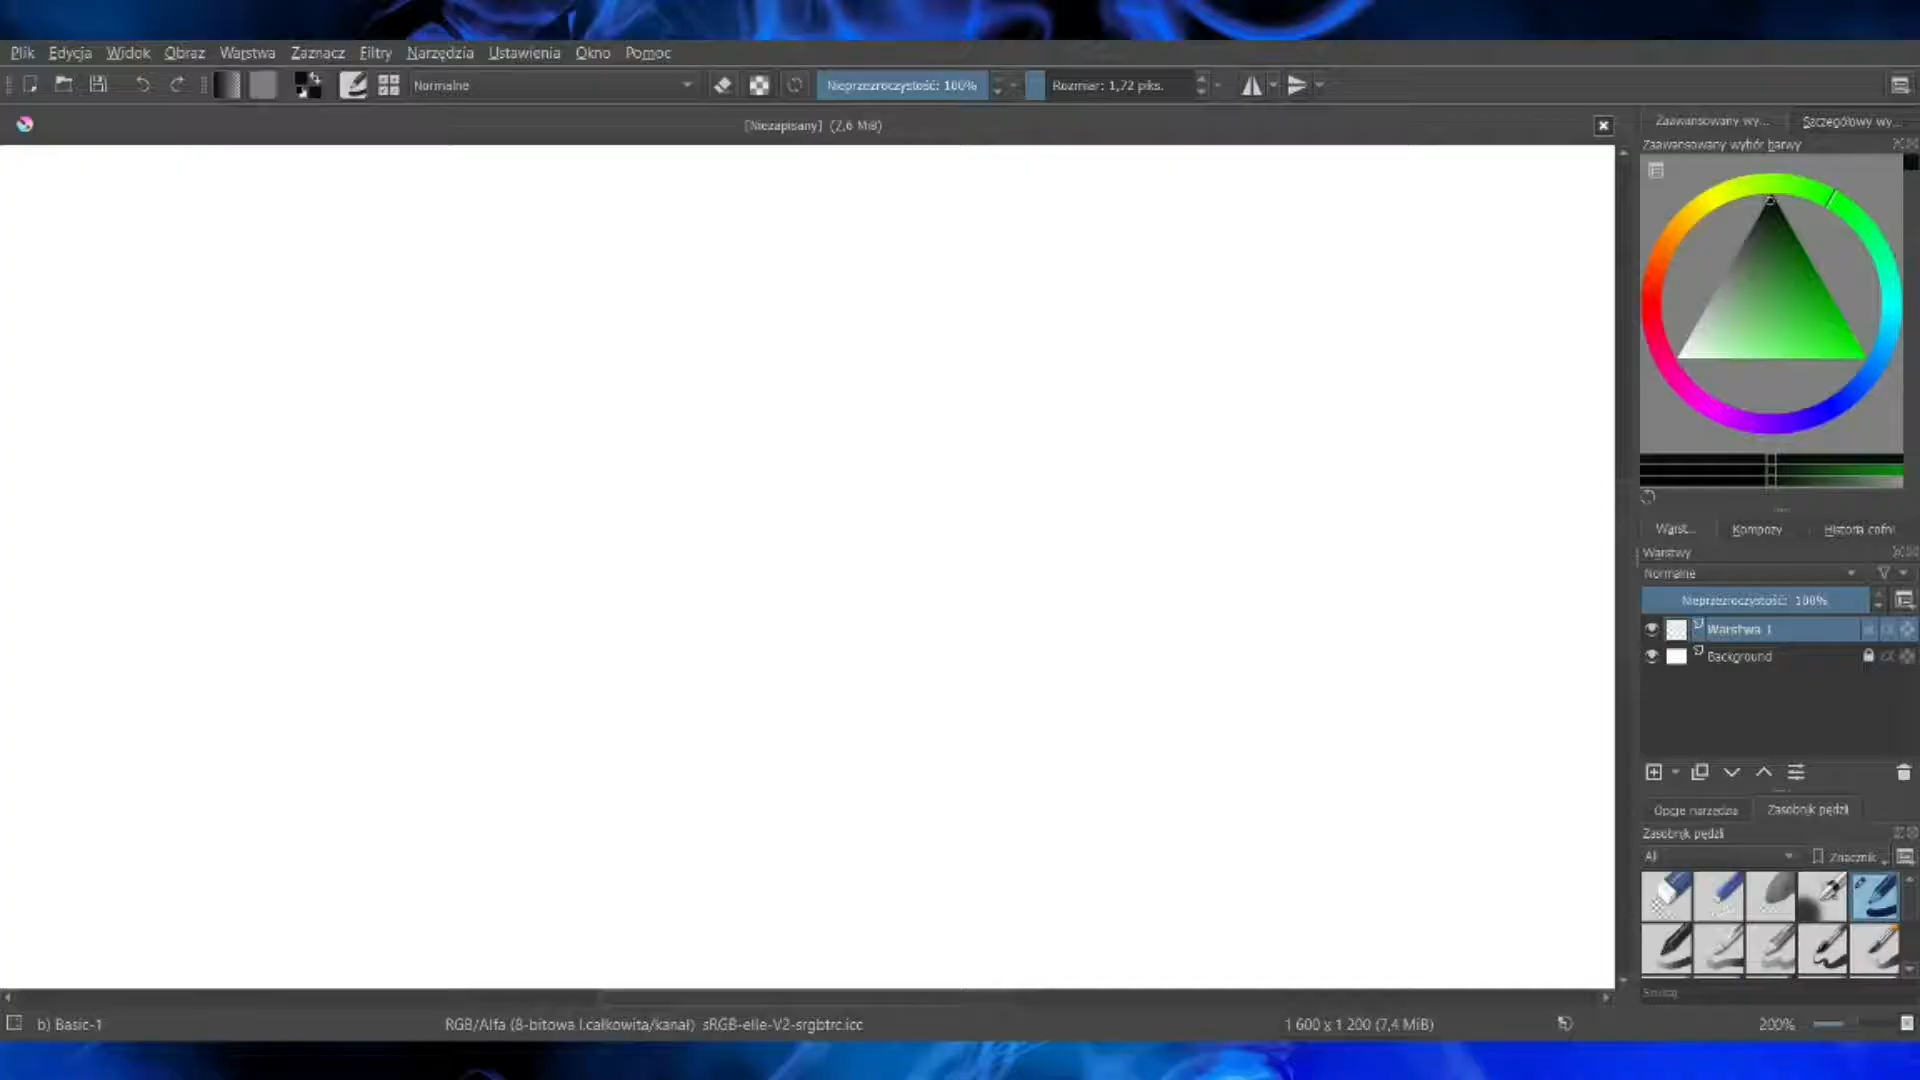 Plik Edycja Widok Obraz Warstwa Zaznacz Filtry Narzędzia Ustawienia Okno Pomoc
Normalne Nieprzezroczystość: 100% Rozmiar: 1,72 piks.
[Niezapisany] (2,6 MiB)
Zaawansowany wy... Szczegółowy wy...
Zaawansowany wybór barwy
Warst... Kompozy Historia cofni
Warstwy
Normalne
Nieprzezroczystość: 100%
Warstwa 1
Background
Opcje narzędzia Zasobnik pędzli
Zasobnik pędzli
All Znacznik
Szukaj
b) Basic-1 RGB/Alfa (8-bitowa l.całkowita/kanał) sRGB-elle-V2-srgbtrc.icc 1 600 x 1 200 (7,4 MiB) 200%